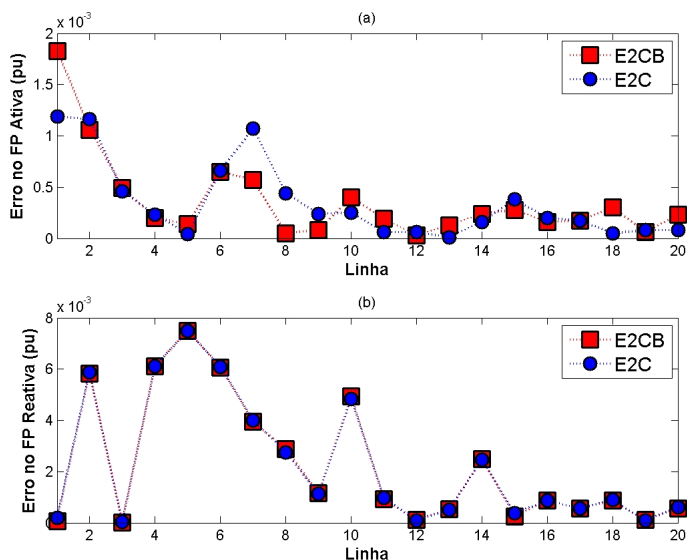 (a)
x 10^-3
2
1.5
1
0.5
0
Erro no FP Ativa (pu)
E2CB
E2C
2 4 6 8 10 12 14 16 18 20
Linha
(b)
x 10^-3
8
6
4
2
0
Erro no FP Reativa (pu)
E2CB
E2C
2 4 6 8 10 12 14 16 18 20
Linha